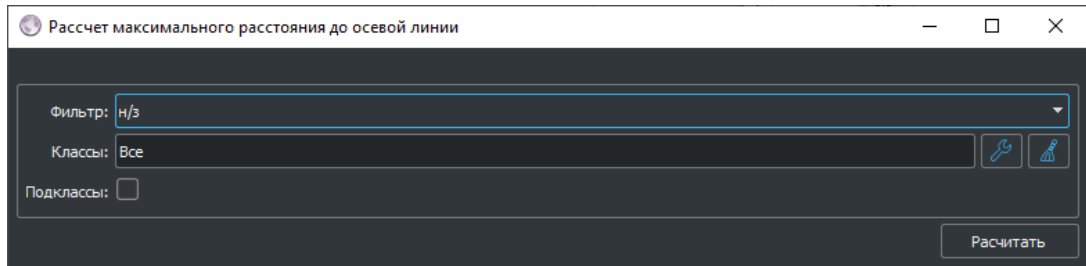 Рассчет максимального расстояния до осевой линии
Фильтр: н/з
Классы: Все
Подклассы:
Расчитать